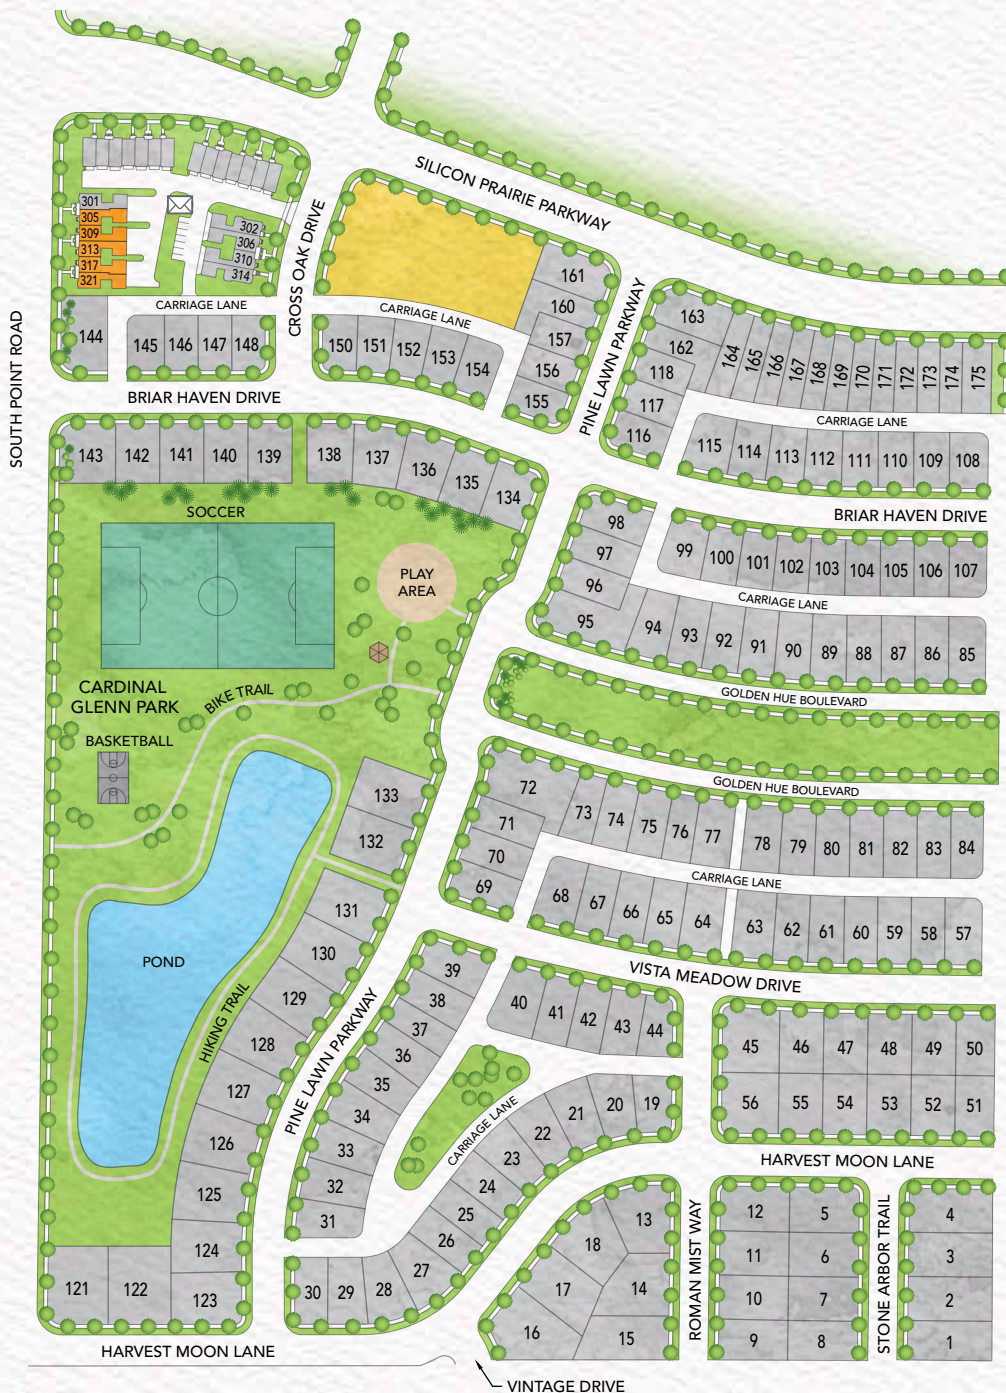 SILICON PRAIRIE PARKWAY
SOUTH POINT ROAD
CROSS OAK DRIVE
PINE LAWN PARKWAY
301
305
309
313
317
321
302
306
310
314
CARRIAGE LANE
144
145 146 147 148
CARRIAGE LANE
150 151 152 153 154
161
160
157
156
155
163
162
118
117
116
164 165 166 167 168 169 170 171 172 173 174 175
CARRIAGE LANE
115 114 113 112 111 110 109 108
BRIAR HAVEN DRIVE
BRIAR HAVEN DRIVE
143 142 141 140 139 138 137 136 135 134
SOCCER
PLAY
AREA
CARDINAL
GLENN PARK
BIKE TRAIL
BASKETBALL
98
97
96
95
99 100 101 102 103 104 105 106 107
CARRIAGE LANE
94 93 92 91 90 89 88 87 86 85
GOLDEN HUE BOULEVARD
GOLDEN HUE BOULEVARD
72
71
70
69
73 74 75 76 77 78 79 80 81 82 83 84
CARRIAGE LANE
68 67 66 65 64 63 62 61 60 59 58 57
VISTA MEADOW DRIVE
133
132
131
130
129
128
127
126
125
124
123
121 122
POND
HIKING TRAIL
PINE LAWN PARKWAY
39
38
37
36
35
34
33
32
31
40 41 42 43 44
CARRIAGE LANE
19
20
21
22
23
24
25
26
27
28
29
30
45 46 47 48 49 50
56 55 54 53 52 51
HARVEST MOON LANE
13
18
17
14
16
15
ROMAN MIST WAY
12 5
11 6
10 7
9 8
STONE ARBOR TRAIL
4
3
2
1
HARVEST MOON LANE
VINTAGE DRIVE